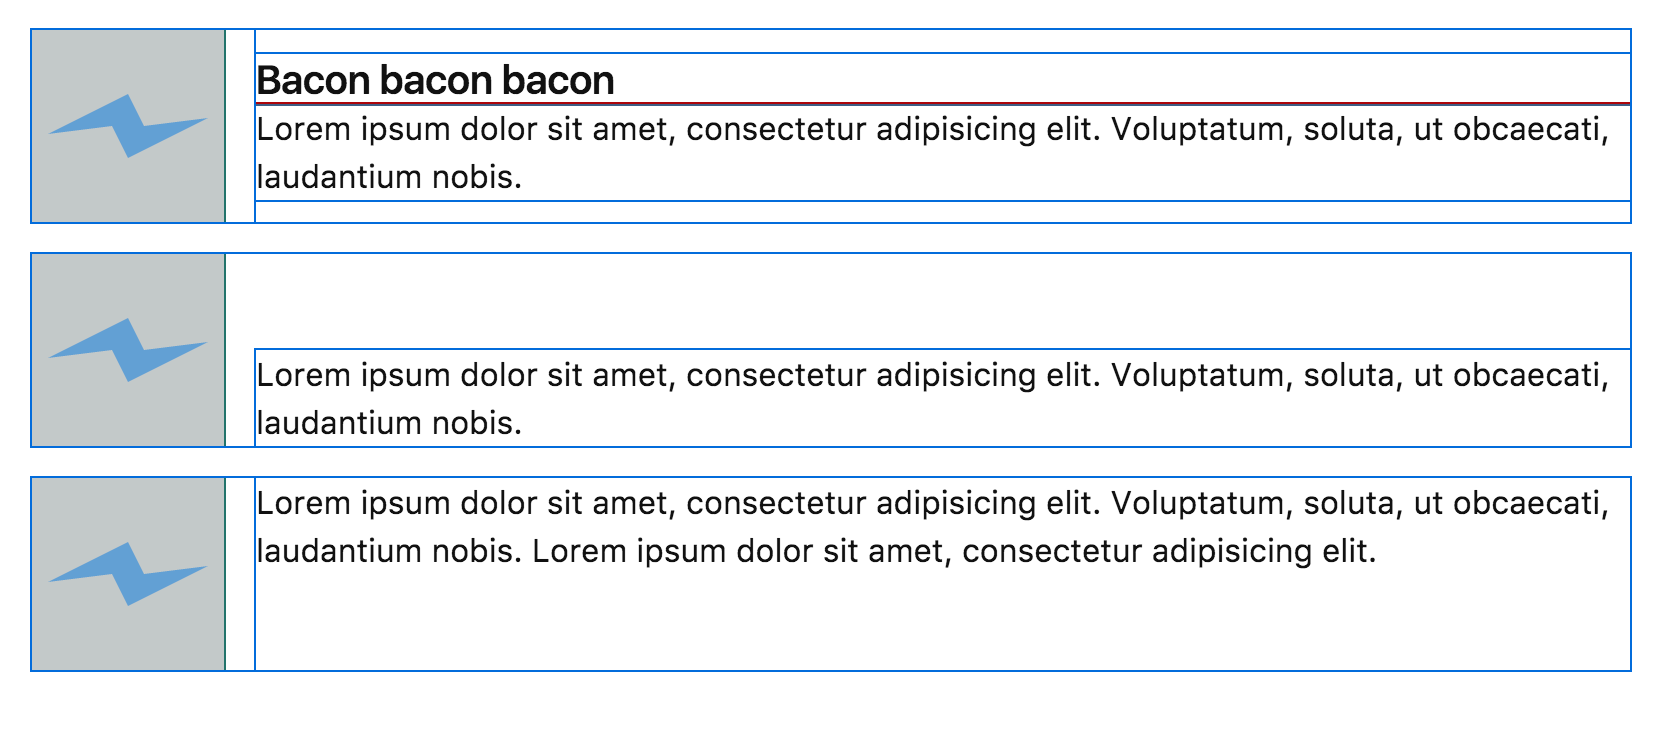 Bacon bacon bacon
Lorem ipsum dolor sit amet, consectetur adipisicing elit. Voluptatum, soluta, ut obcaecati,
laudantium nobis.
Lorem ipsum dolor sit amet, consectetur adipisicing elit. Voluptatum, soluta, ut obcaecati,
laudantium nobis.
Lorem ipsum dolor sit amet, consectetur adipisicing elit. Voluptatum, soluta, ut obcaecati,
laudantium nobis. Lorem ipsum dolor sit amet, consectetur adipisicing elit.